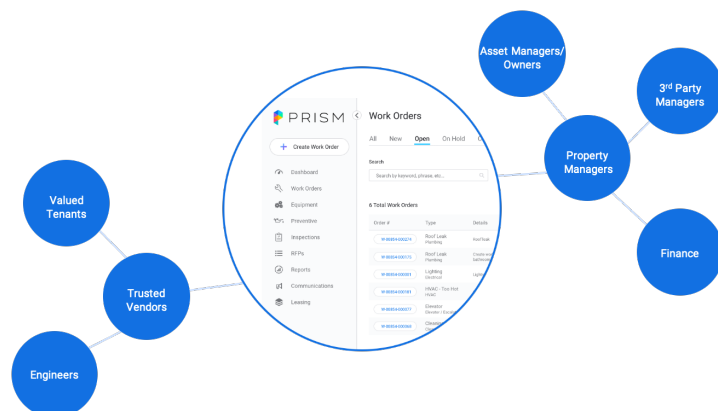 Asset Managers/
Owners
3rd Party
Managers
Property
Managers
Finance
Valued
Tenants
Trusted
Vendors
Engineers
PRISM
Create Work Order
Dashboard
Work Orders
Equipment
Preventive
Inspections
RFPs
Reports
Communications
Leasing
Work Orders
All New Open On Hold
Search
Search by keyword, phrase, etc...
6 Total Work Orders
Order # Type Details
Roof Leak
Plumbing
Roof leak
Roof Leak
Plumbing
Lighting
Electrical
HVAC - Too Hot
HVAC
Elevator